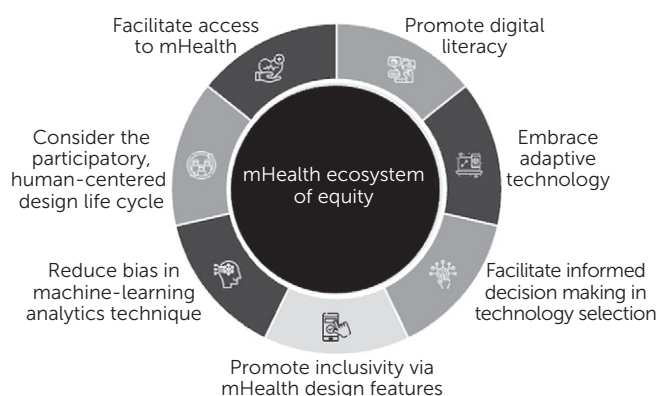 Facilitate access
to mHealth
Promote digital
literacy
Embrace
adaptive
technology
Facilitate informed
decision making in
technology selection
Promote inclusivity via
mHealth design features
Reduce bias in
machine-learning
analytics technique
Consider the
participatory,
human-centered
design life cycle
mHealth ecosystem
of equity